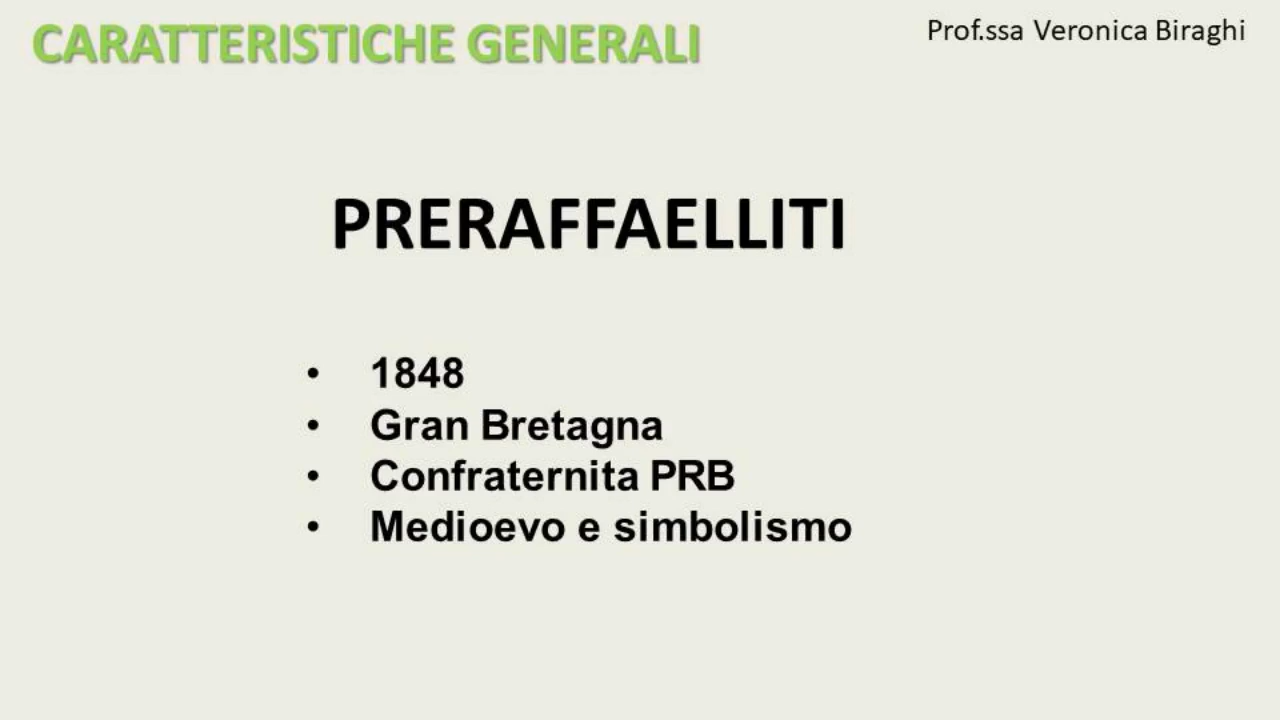 CARATTERISTICHE GENERALI
Prof.ssa Veronica Biraghi
PRERAFFAELLITI
• 1848
• Gran Bretagna
• Confraternita PRB
• Medioevo e simbolismo